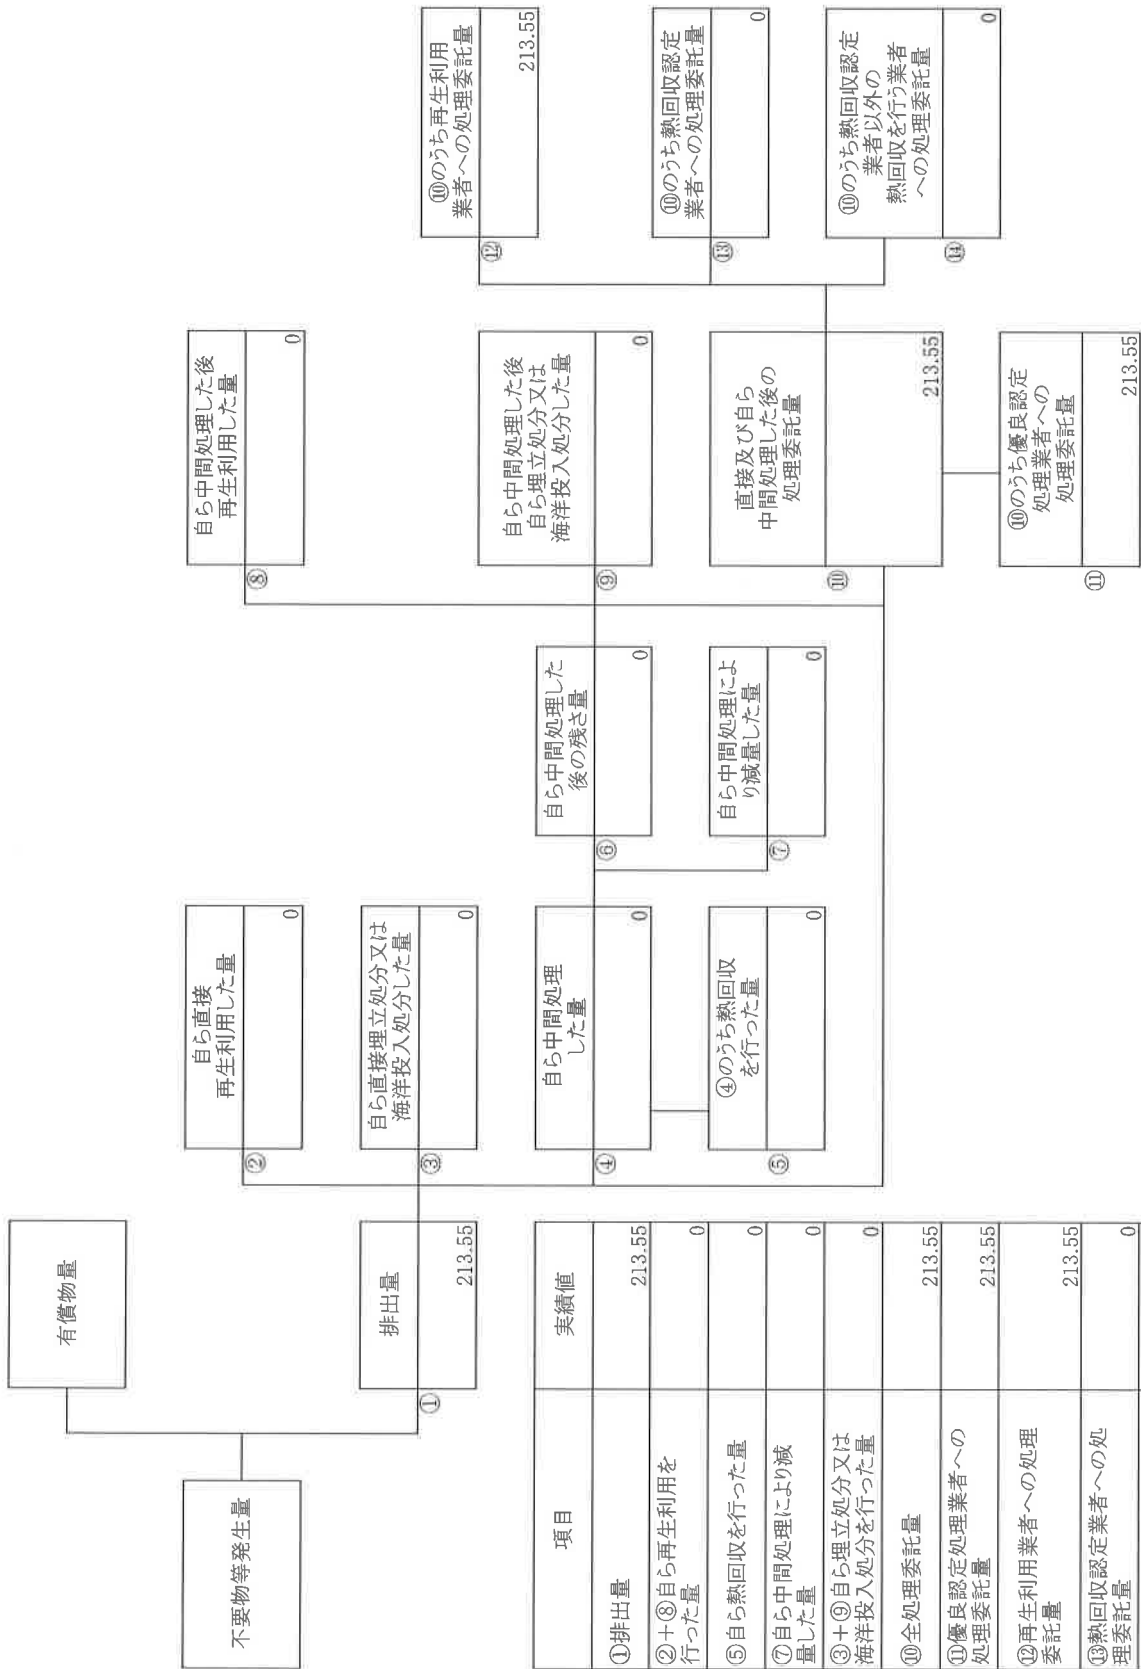 不要物等発生量
有償物量
排出量
①
213.55
自ら直接
再生利用した量
②
0
自ら直接埋立処分又は
海洋投入処分した量
③
0
自ら中間処理
した量
④
0
④のうち熱回収
を行った量
⑤
0
自ら中間処理した
後の残さ量
⑥
0
自ら中間処理によ
り減量した量
⑦
0
自ら中間処理した後
再生利用した量
⑧
0
自ら中間処理した後
自ら埋立処分又は
海洋投入処分した量
⑨
0
直接及び自ら
中間処理した後の
処理委託量
⑩
213.55
⑩のうち優良認定
処理業者への
処理委託量
⑪
213.55
⑩のうち再生利用
業者への処理委託量
⑫
213.55
⑩のうち熱回収認定
業者への処理委託量
⑬
0
⑩のうち熱回収認定
業者以外の
熱回収を行う業者
への処理委託量
⑭
0
項目 実績値
①排出量 213.55
②+⑧自ら再生利用を
行った量 0
⑤自ら熱回収を行った量 0
⑦自ら中間処理により減
量した量 0
③+⑨自ら埋立処分又は
海洋投入処分を行った量 0
⑩全処理委託量 213.55
⑪優良認定処理業者への
処理委託量 213.55
⑫再生利用業者への処理
委託量 213.55
⑬熱回収認定業者への処
理委託量 0